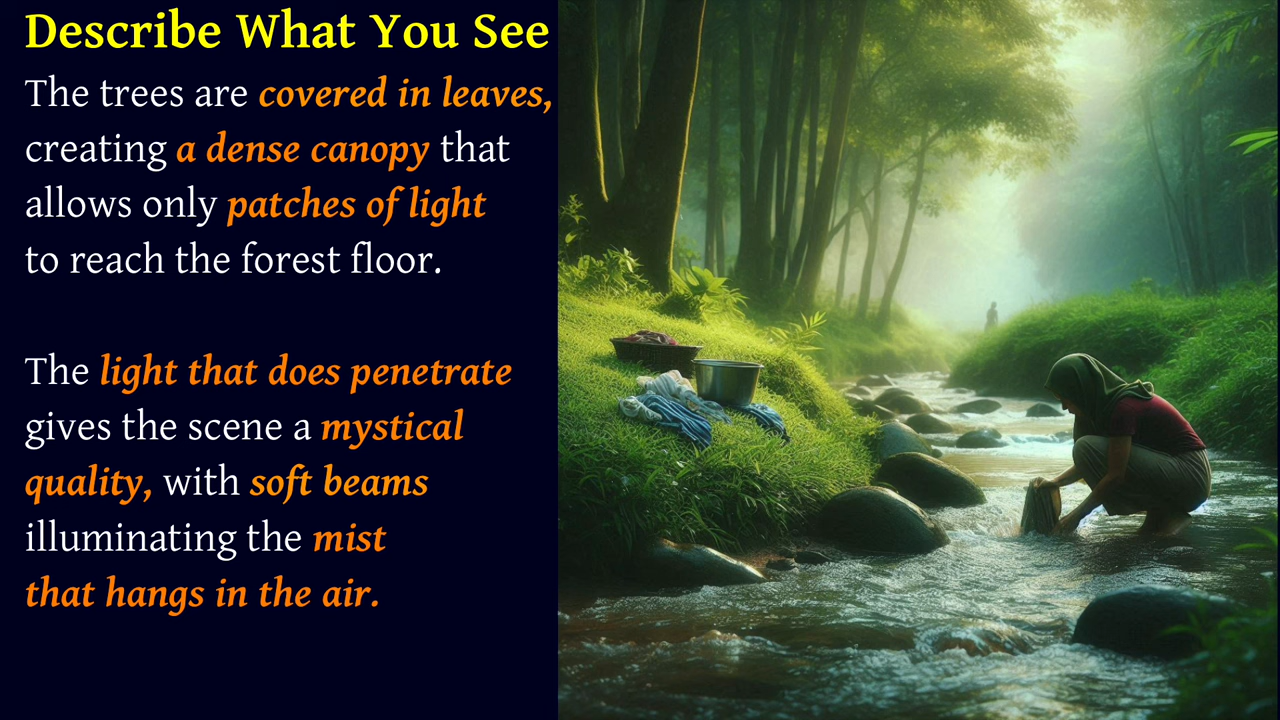 Describe What You See
The trees are covered in leaves,
creating a dense canopy that
allows only patches of light
to reach the forest floor.
The light that does penetrate
gives the scene a mystical
quality, with soft beams
illuminating the mist
that hangs in the air.